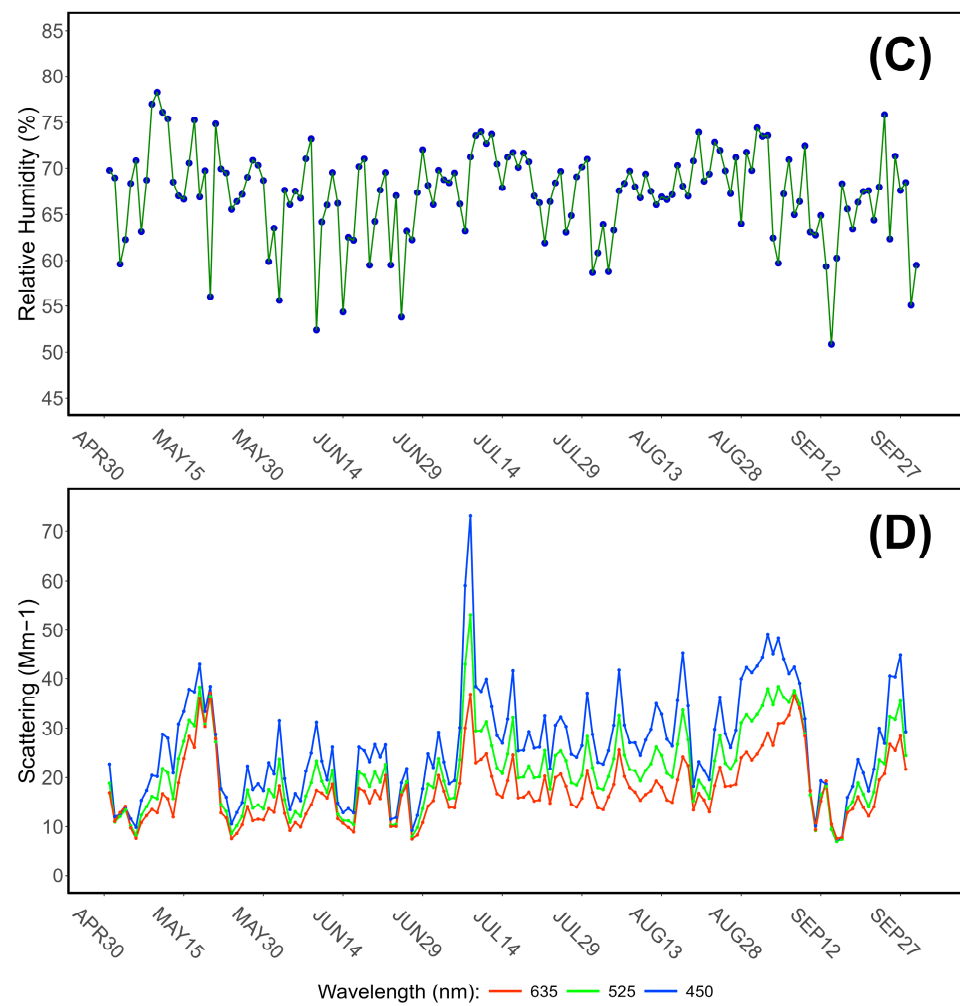 (C)
Relative Humidity (%)
85
80
75
70
65
60
55
50
45
APR30 MAY15 MAY30 JUN14 JUN29 JUL14 JUL29 AUG13 AUG28 SEP12 SEP27
(D)
Scattering (Mm−1)
70
60
50
40
30
20
10
0
APR30 MAY15 MAY30 JUN14 JUN29 JUL14 JUL29 AUG13 AUG28 SEP12 SEP27
Wavelength (nm): 635 525 450